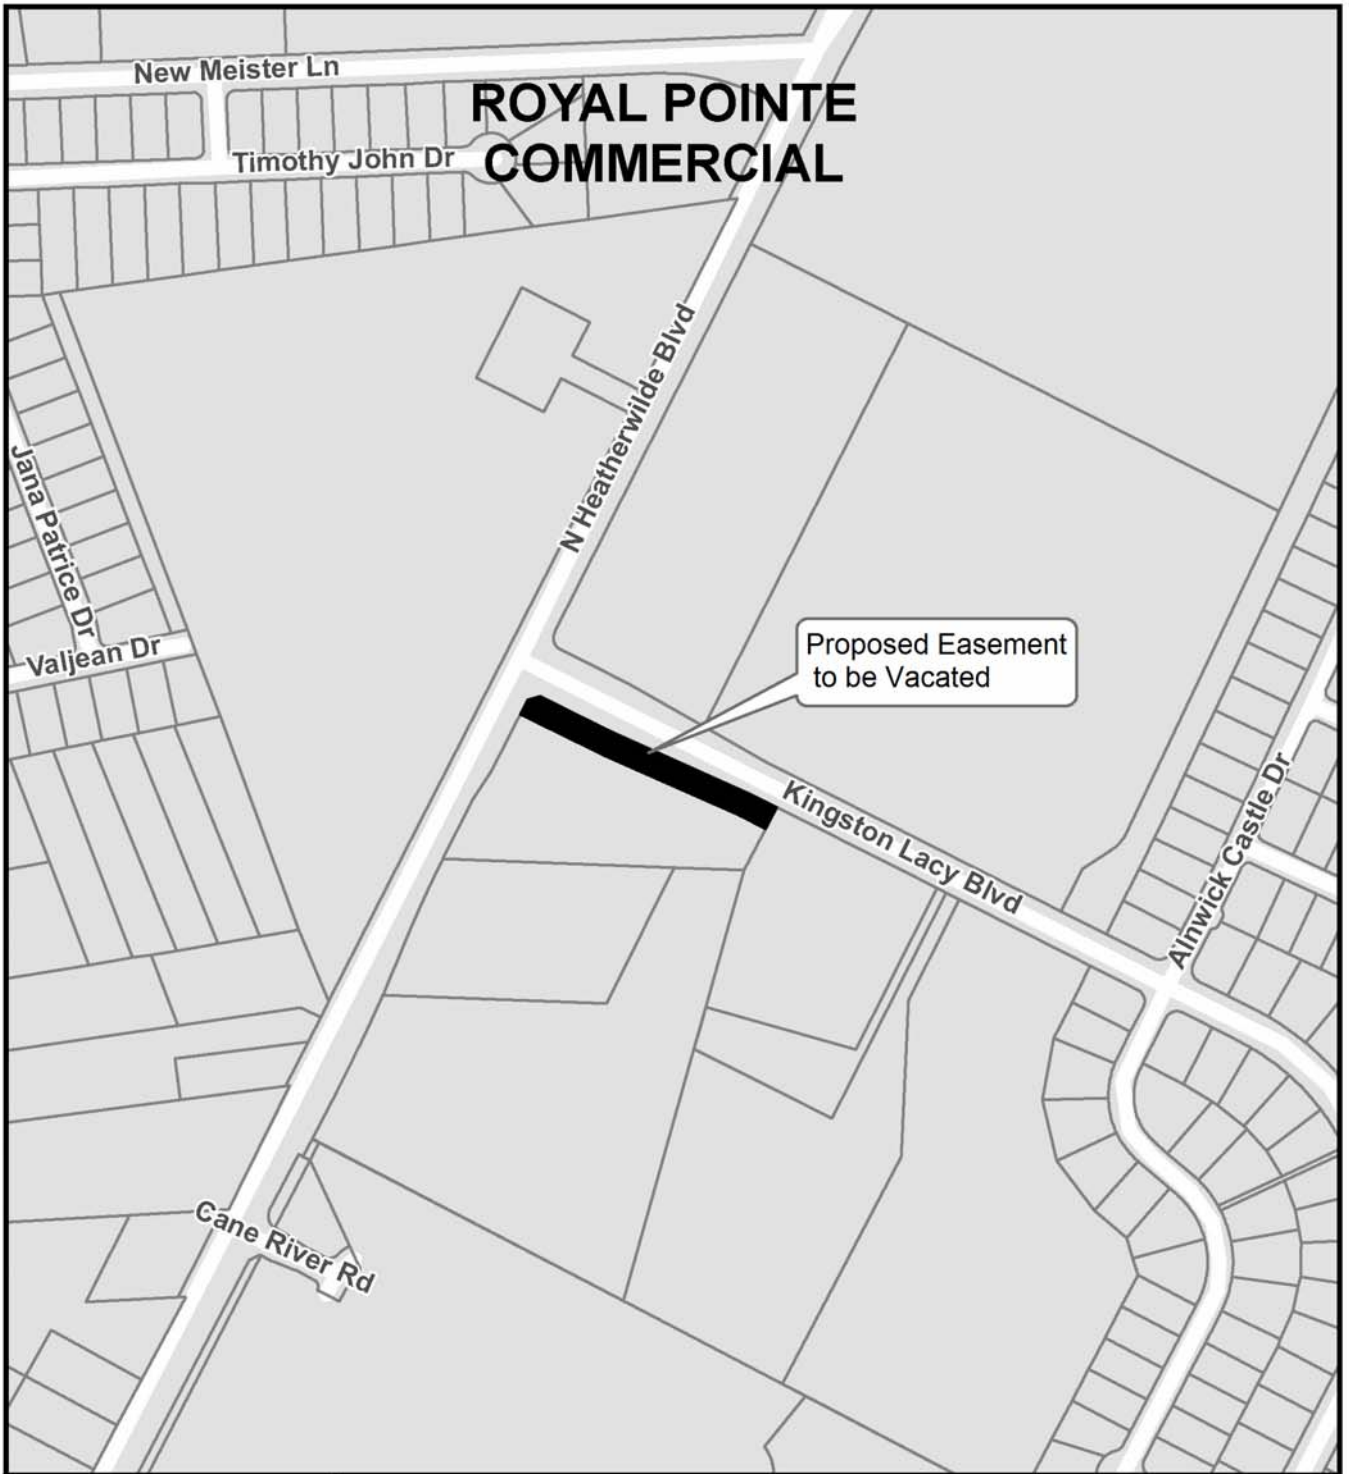 New Meister Ln
ROYAL POINTE
COMMERCIAL
Timothy John Dr
N Heatherwilde Blvd
Jana Patrice Dr
Valjean Dr
Proposed Easement
to be Vacated
Kingston Lacy Blvd
Alnwick Castle Dr
Cane River Rd